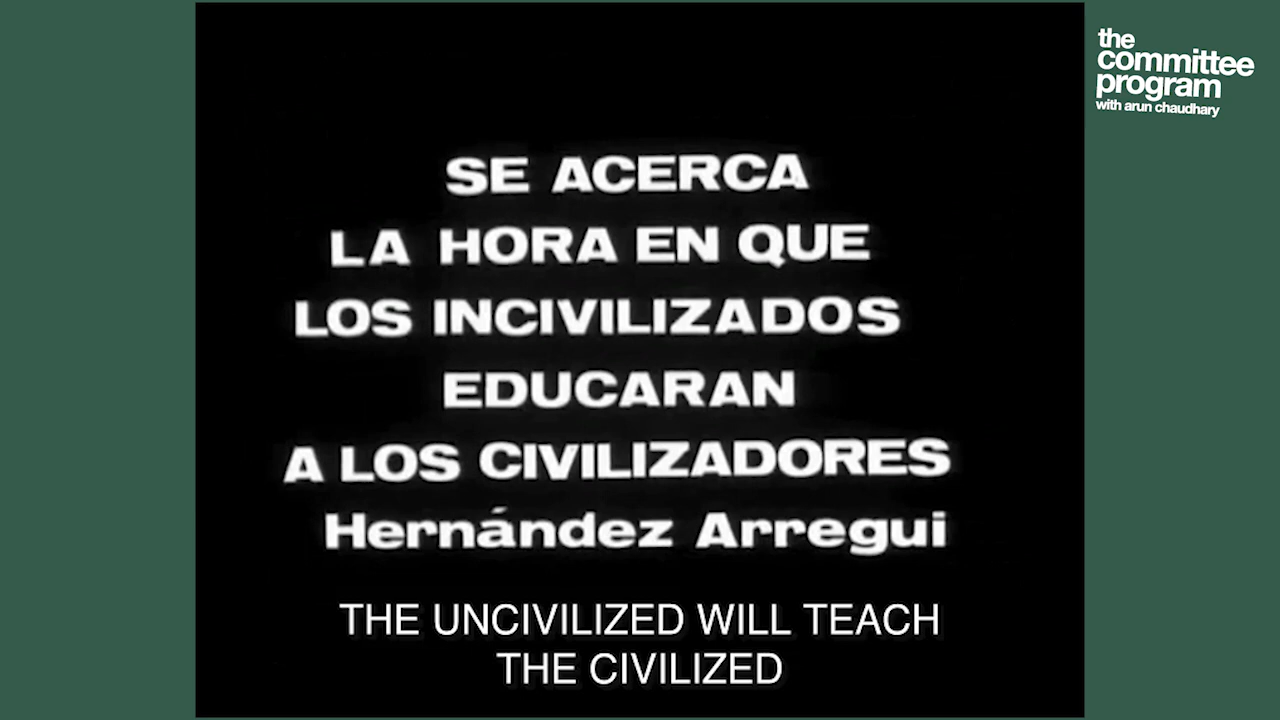 the
committee
program
with arun chaudhary
SE ACERCA
LA HORA EN QUE
LOS INCIVILIZADOS
EDUCARAN
A LOS CIVILIZADORES
Hernández Arregui
THE UNCIVILIZED WILL TEACH
THE CIVILIZED